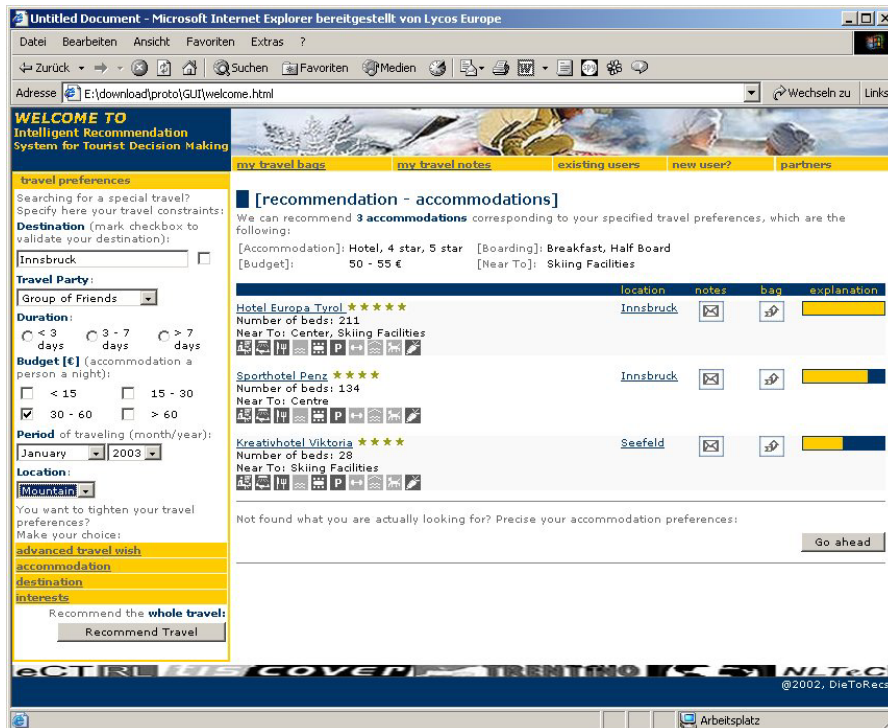 Untitled Document - Microsoft Internet Explorer bereitgestellt von Lycos Europe
Datei Bearbeiten Ansicht Favoriten Extras ?
Zurück Suchen Favoriten Medien
Adresse E:\download\proto\GUI\welcome.html Wechseln zu Links
WELCOME TO
Intelligent Recommendation
System for Tourist Decision Making
my travel bags my travel notes existing users new user? partners
travel preferences
Searching for a special travel?
Specify here your travel constraints:
Destination (mark checkbox to
validate your destination):
Innsbruck
Travel Party:
Group of Friends
Duration:
< 3 days 3 - 7 days > 7 days
Budget [€] (accommodation a
person a night):
< 15 15 - 30
30 - 60 > 60
Period of traveling (month/year):
January 2003
Location:
Mountain
You want to tighten your travel
preferences?
Make your choice:
advanced travel wish
accommodation
destination
interests
Recommend the whole travel:
Recommend Travel
[recommendation - accommodations]
We can recommend 3 accommodations corresponding to your specified travel preferences, which are the
following:
[Accommodation]: Hotel, 4 star, 5 star [Boarding]: Breakfast, Half Board
[Budget]: 50 - 55 € [Near To]: Skiing Facilities
location notes bag explanation
Hotel Europa Tyrol Innsbruck
Number of beds: 211
Near To: Center, Skiing Facilities
P
Sporthotel Penz Innsbruck
Number of beds: 134
Near To: Centre
P
Kreativhotel Viktoria Seefeld
Number of beds: 28
Near To: Skiing Facilities
P
Not found what you are actually looking for? Precise your accommodation preferences:
Go ahead
eCTRL TIS COVER TRENTINO NLTeC
@2002, DieToRecs
Arbeitsplatz